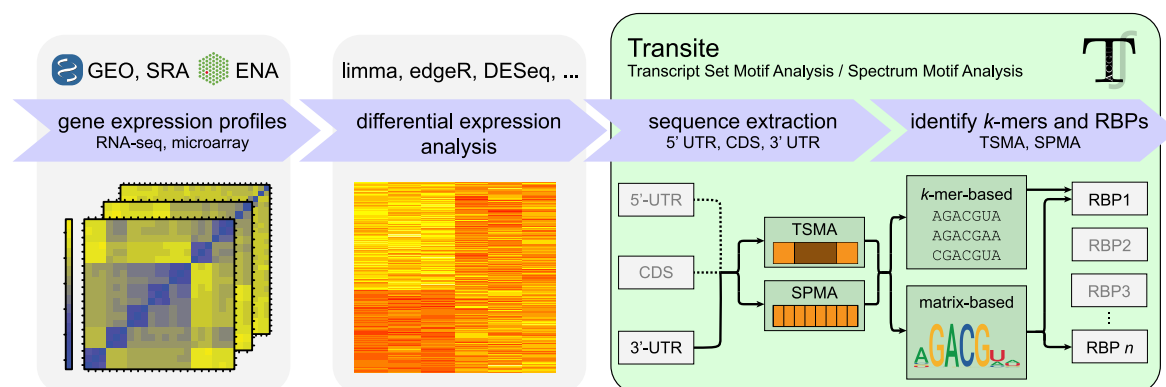 GEO, SRA ENA
gene expression profiles
RNA-seq, microarray
limma, edgeR, DESeq, ...
differential expression
analysis
Transite
Transcript Set Motif Analysis / Spectrum Motif Analysis
Tf
sequence extraction
5' UTR, CDS, 3' UTR
identify k-mers and RBPs
TSMA, SPMA
5'-UTR
CDS
3'-UTR
TSMA
SPMA
k-mer-based
AGACGUA
AGACGAA
CGACGUA
matrix-based
AGACGU
RBP1
RBP2
RBP3
⋮
RBP n